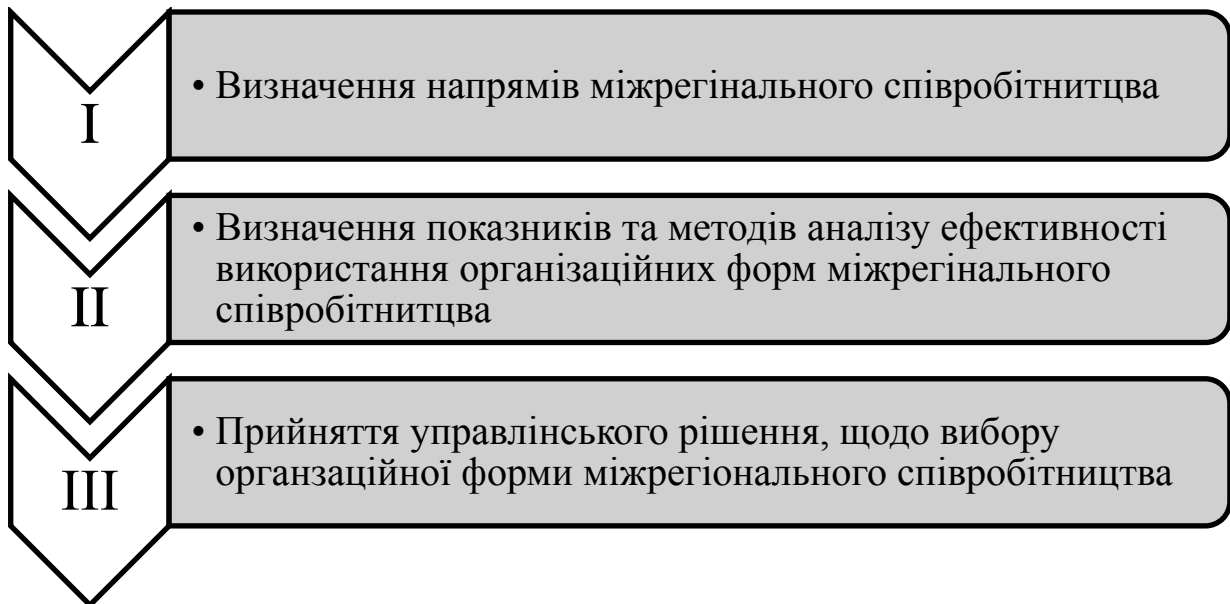 I
• Визначення напрямів міжрегінального співробітнитцва
II
• Визначення показників та методів аналізу ефективності
використання організаційних форм міжрегінального
співробітнитцва
III
• Прийняття управлінського рішення, щодо вибору
органзаційної форми міжрегіонального співробітництва